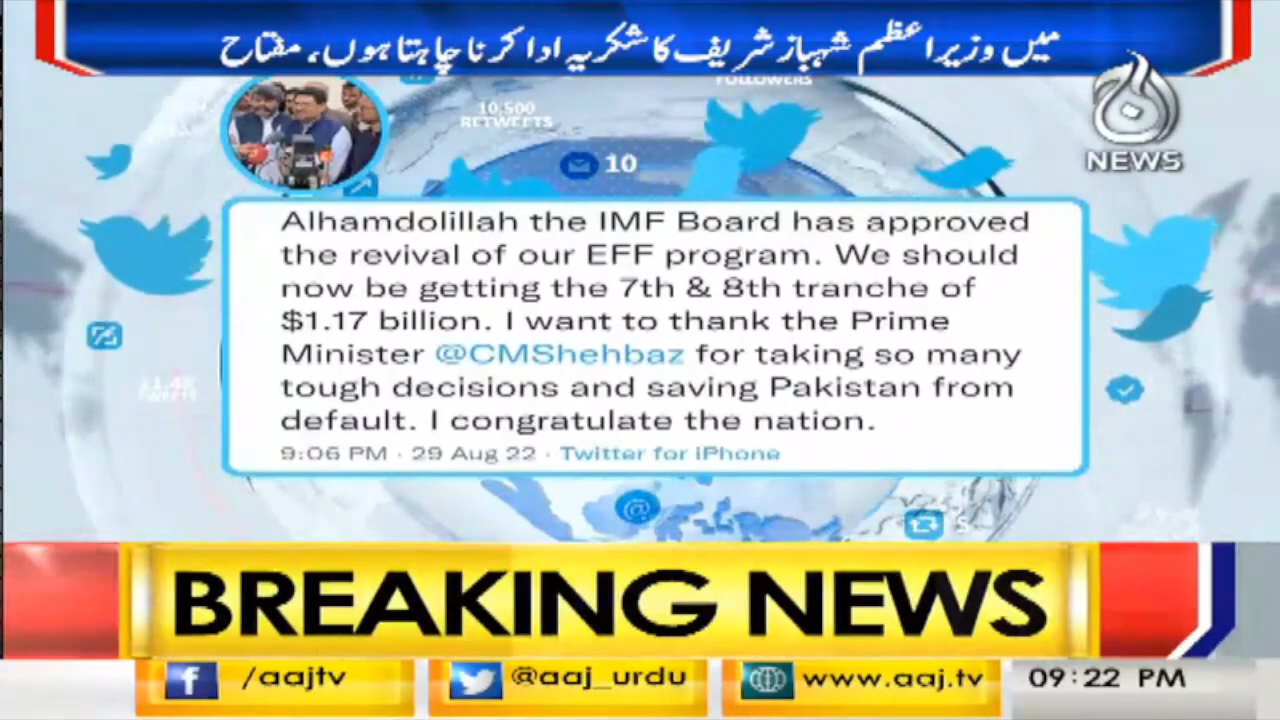 میں وزیراعظم شہباز شریف کا شکریہ ادا کرنا چاہتا ہوں، مفتاح
FOLLOWERS
10,500
RETWEETS
10
NEWS
Alhamdolillah the IMF Board has approved
the revival of our EFF program. We should
now be getting the 7th & 8th tranche of
$1.17 billion. I want to thank the Prime
Minister @CMShehbaz for taking so many
tough decisions and saving Pakistan from
default. I congratulate the nation.
9:06 PM · 29 Aug 22 · Twitter for iPhone
11.4K
TWEETS
@
BREAKING NEWS
f /aajtv
@aaj_urdu
www.aaj.tv
09:22 PM